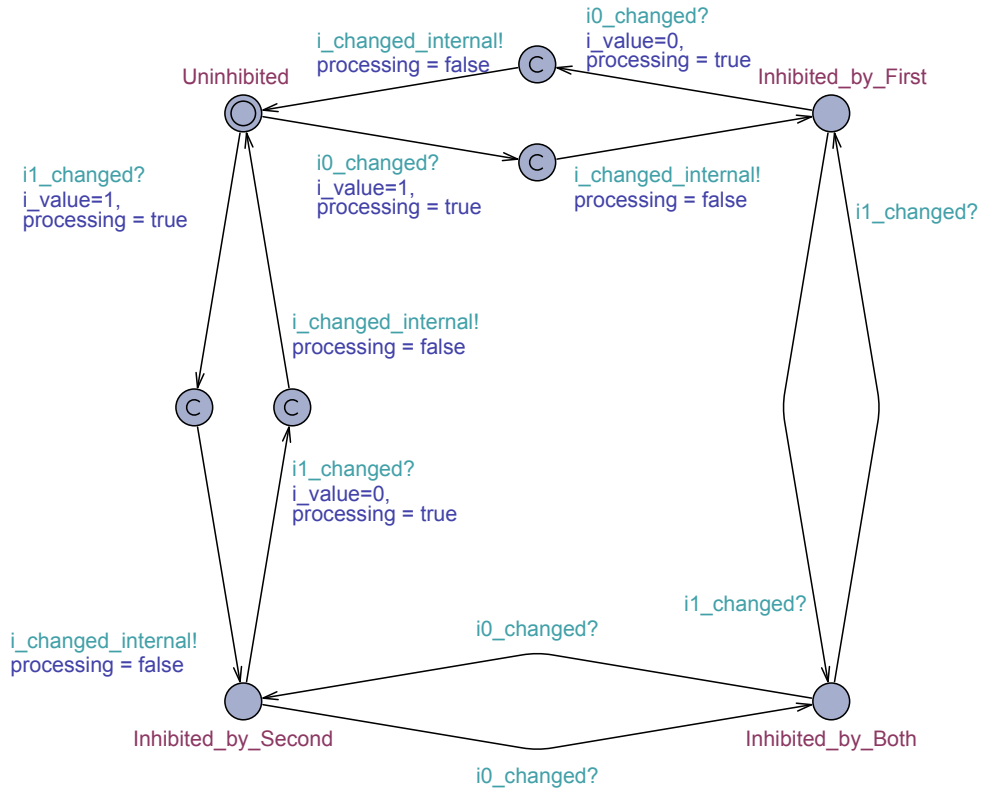 i0_changed?
i_value=0,
processing = true
i_changed_internal!
processing = false
C
Uninhibited
Inhibited_by_First
i1_changed?
i_value=1,
processing = true
i0_changed?
i_value=1,
processing = true
C
i_changed_internal!
processing = false
i1_changed?
i_changed_internal!
processing = false
C
C
i1_changed?
i_value=0,
processing = true
i1_changed?
i_changed_internal!
processing = false
i0_changed?
Inhibited_by_Second
Inhibited_by_Both
i0_changed?